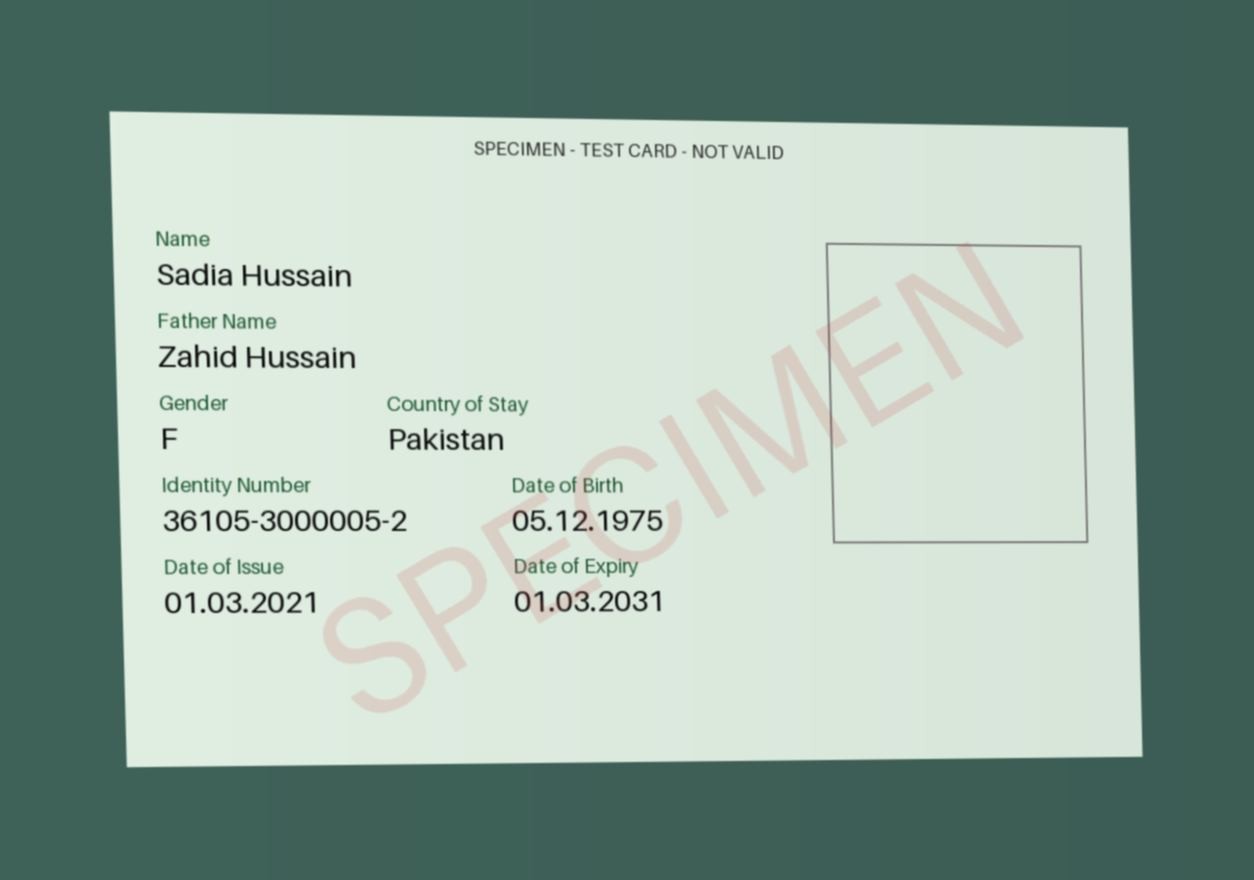 SPECIMEN - TEST CARD - NOT VALID
Name
Sadia Hussain
Father Name
Zahid Hussain
Gender Country of Stay
F Pakistan
Identity Number Date of Birth
36105-3000005-2 05.12.1975
Date of Issue Date of Expiry
01.03.2021 01.03.2031
SPECIMEN